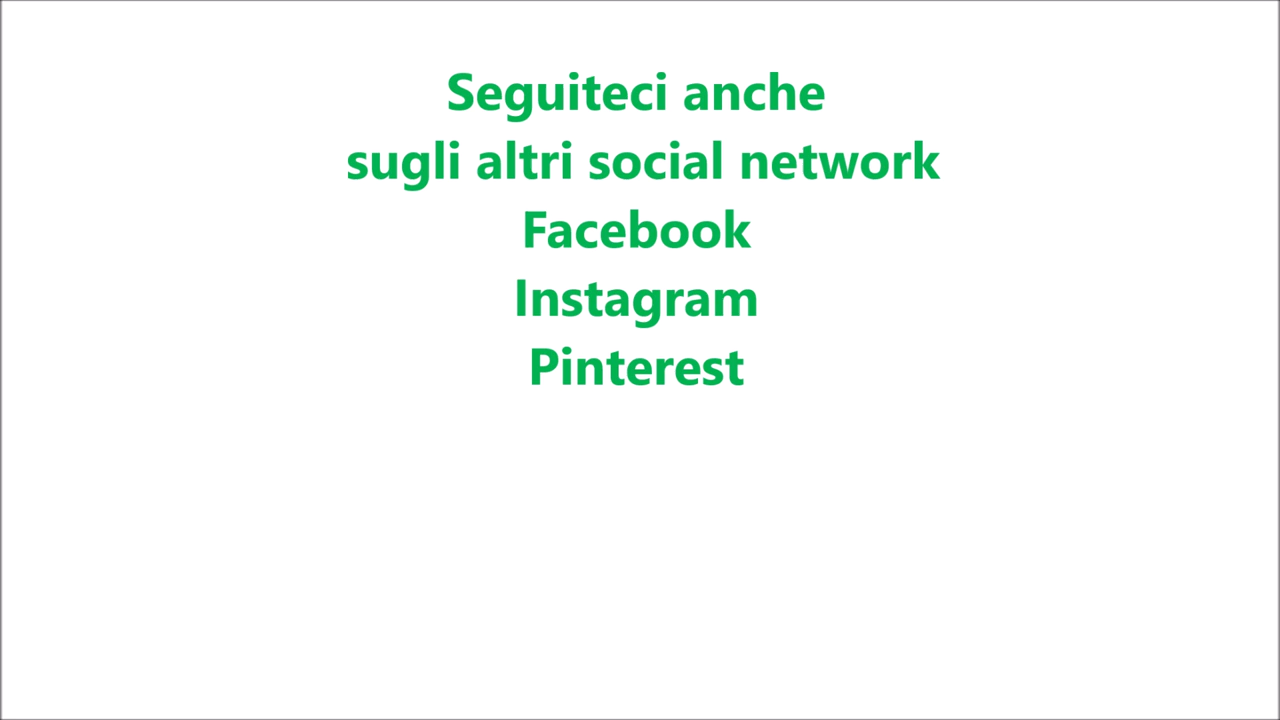 Seguiteci anche
sugli altri social network
Facebook
Instagram
Pinterest